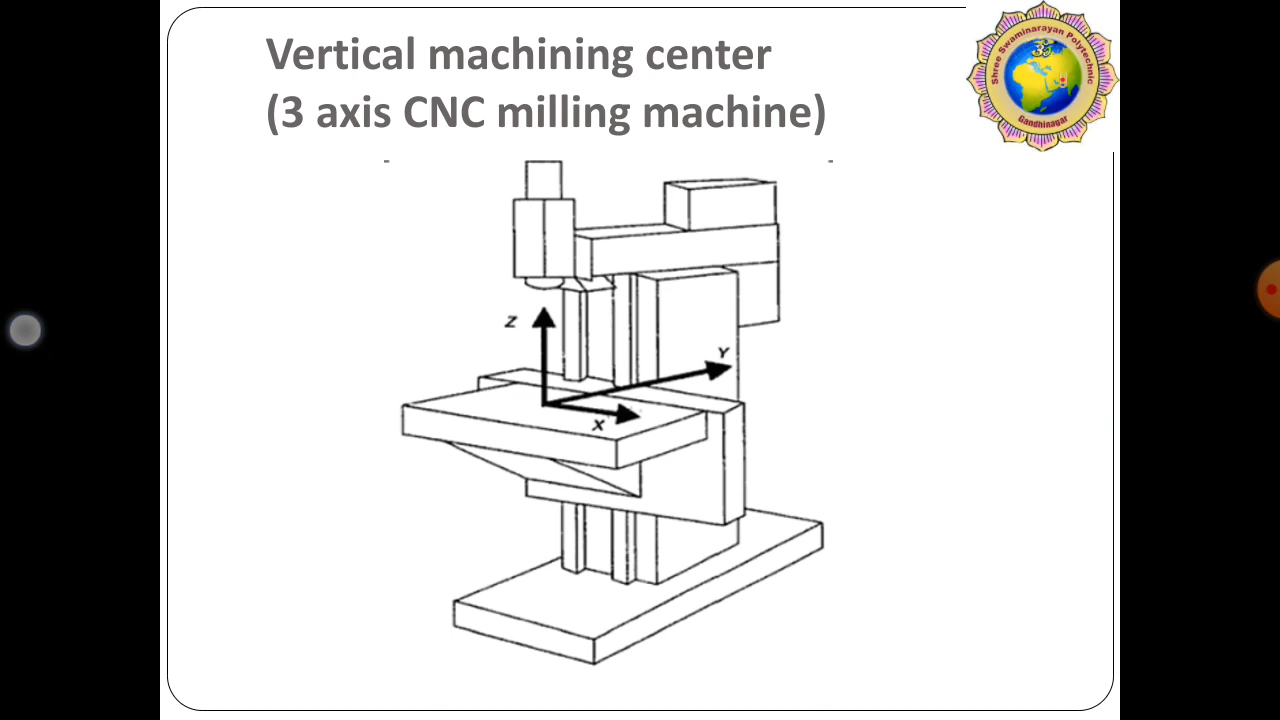 Vertical machining center
(3 axis CNC milling machine)
Shree Swaminarayan Polytechnic
ૐ
Gandhinagar
Z
Y
X